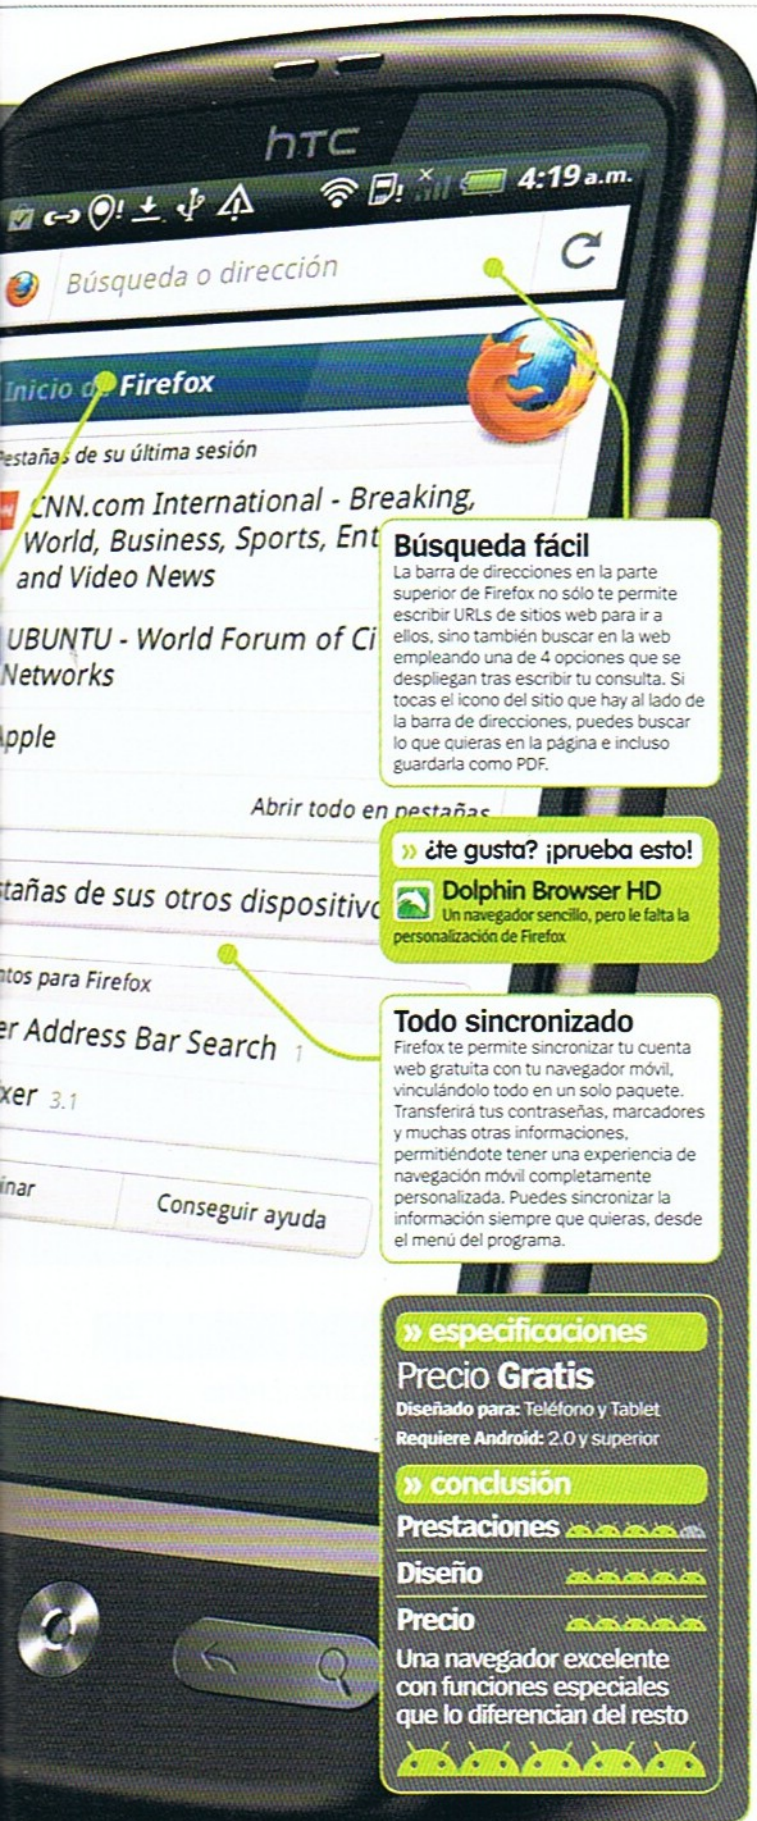 hTC
4:19 a.m.
Búsqueda o dirección
Inicio d Firefox
Pestañas de su última sesión
CNN.com International - Breaking,
World, Business, Sports, Ent
and Video News
UBUNTU - World Forum of Ci
Networks
Apple
Abrir todo en pestañas
stañas de sus otros dispositivo
ntos para Firefox
er Address Bar Search 1
xer 3.1
inar
Conseguir ayuda
Búsqueda fácil
La barra de direcciones en la parte
superior de Firefox no sólo te permite
escribir URLs de sitios web para ir a
ellos, sino también buscar en la web
empleando una de 4 opciones que se
despliegan tras escribir tu consulta. Si
tocas el icono del sitio que hay al lado de
la barra de direcciones, puedes buscar
lo que quieras en la página e incluso
guardarla como PDF.
» ¿te gusta? ¡prueba esto!
Dolphin Browser HD
Un navegador sencillo, pero le falta la
personalización de Firefox
Todo sincronizado
Firefox te permite sincronizar tu cuenta
web gratuita con tu navegador móvil,
vinculándolo todo en un solo paquete.
Transferirá tus contraseñas, marcadores
y muchas otras informaciones,
permitiéndote tener una experiencia de
navegación móvil completamente
personalizada. Puedes sincronizar la
información siempre que quieras, desde
el menú del programa.
» especificaciones
Precio Gratis
Diseñado para: Teléfono y Tablet
Requiere Android: 2.0 y superior
» conclusión
Prestaciones
Diseño
Precio
Una navegador excelente
con funciones especiales
que lo diferencian del resto